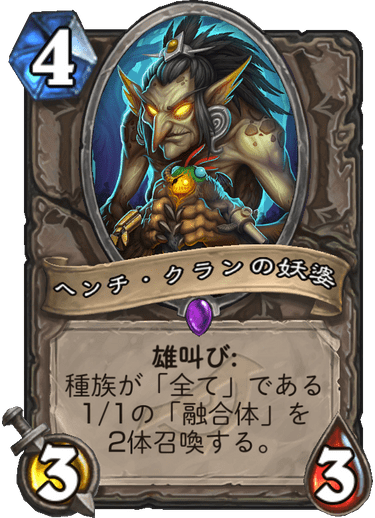 4
ヘンチ・クランの妖婆
雄叫び:
種族が「全て」である
1/1の「融合体」を
2体召喚する。
3
3